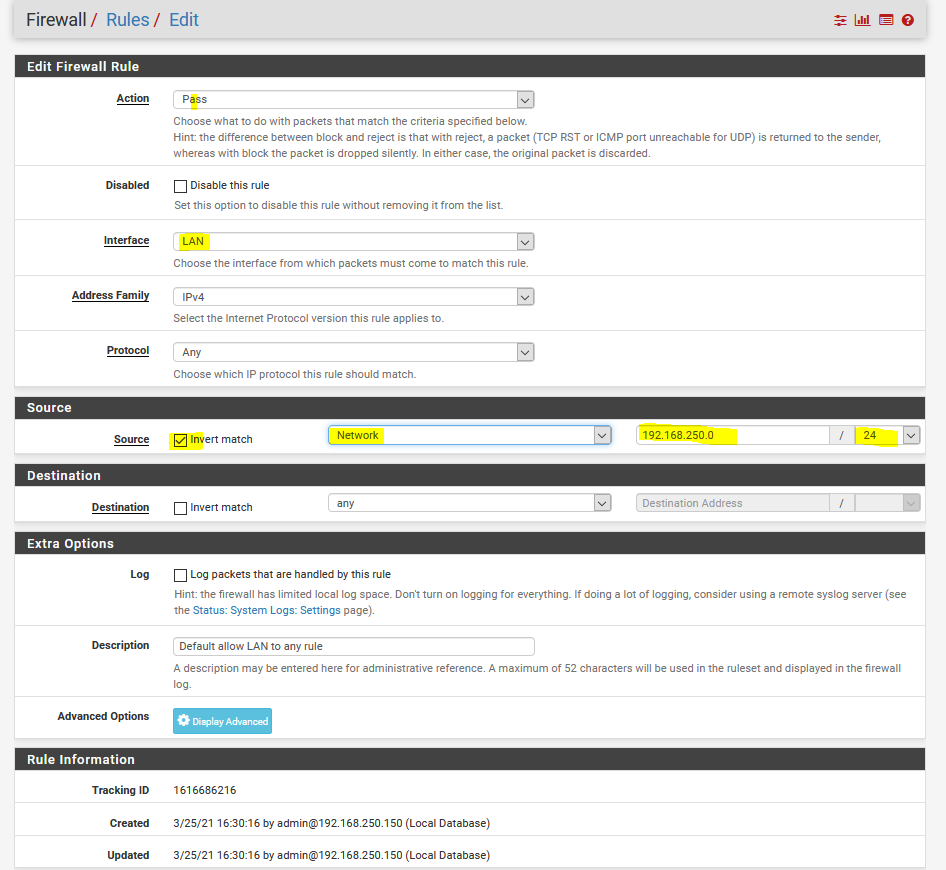 Firewall / Rules / Edit
Edit Firewall Rule
Action
Pass
Choose what to do with packets that match the criteria specified below.
Hint: the difference between block and reject is that with reject, a packet (TCP RST or ICMP port unreachable for UDP) is returned to the sender,
whereas with block the packet is dropped silently. In either case, the original packet is discarded.
Disabled
Disable this rule
Set this option to disable this rule without removing it from the list.
Interface
LAN
Choose the interface from which packets must come to match this rule.
Address Family
IPv4
Select the Internet Protocol version this rule applies to.
Protocol
Any
Choose which IP protocol this rule should match.
Source
Source
Invert match
Network
192.168.250.0
/
24
Destination
Destination
Invert match
any
Destination Address
/
Extra Options
Log
Log packets that are handled by this rule
Hint: the firewall has limited local log space. Don't turn on logging for everything. If doing a lot of logging, consider using a remote syslog server (see
the Status: System Logs: Settings page).
Description
Default allow LAN to any rule
A description may be entered here for administrative reference. A maximum of 52 characters will be used in the ruleset and displayed in the firewall
log.
Advanced Options
Display Advanced
Rule Information
Tracking ID
1616686216
Created
3/25/21 16:30:16 by admin@192.168.250.150 (Local Database)
Updated
3/25/21 16:30:16 by admin@192.168.250.150 (Local Database)